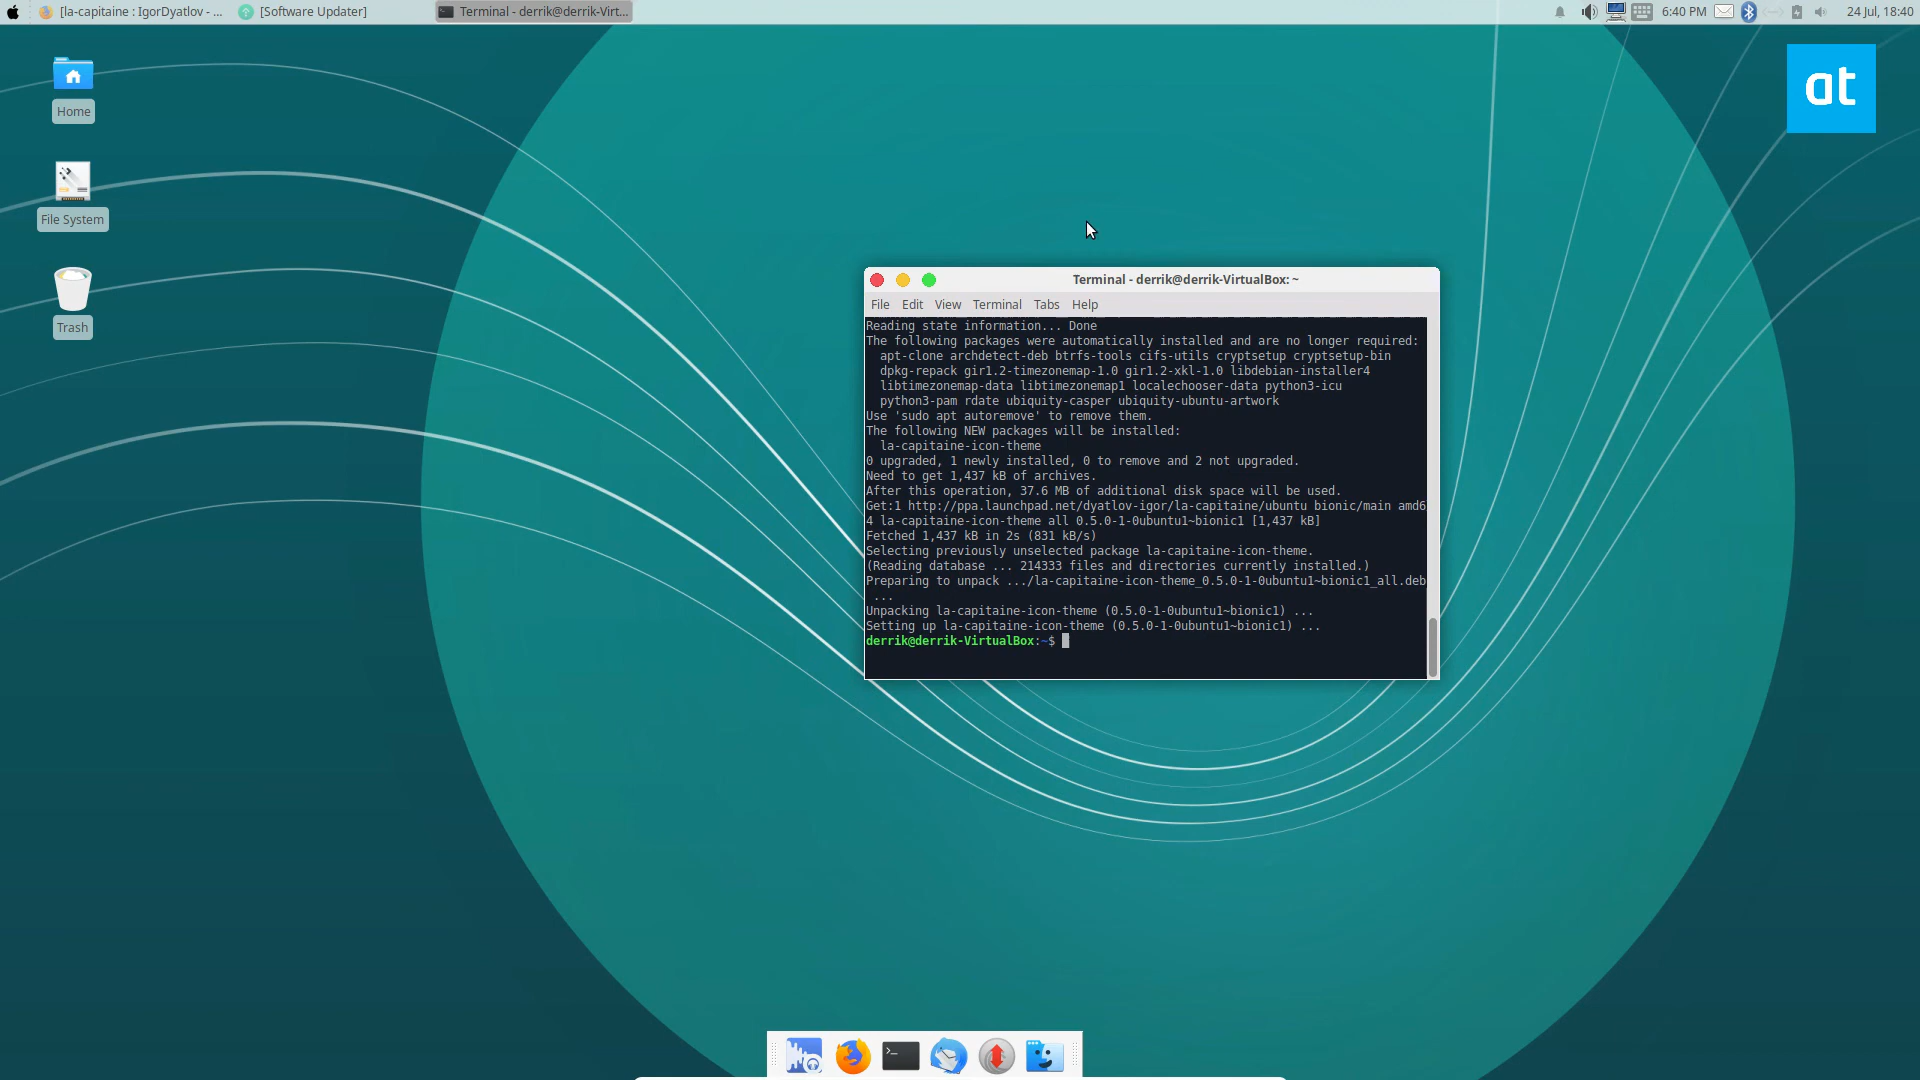 [la-capitaine : IgorDyatlov - ...
[Software Updater]
Terminal - derrik@derrik-Virt...
6:40 PM
24 Jul, 18:40
at
Home
File System
Trash
Terminal - derrik@derrik-VirtualBox: ~
File Edit View Terminal Tabs Help
Reading state information... Done
The following packages were automatically installed and are no longer required:
apt-clone archdetect-deb btrfs-tools cifs-utils cryptsetup cryptsetup-bin
dpkg-repack gir1.2-timezonemap-1.0 gir1.2-xkl-1.0 libdebian-installer4
libtimezonemap-data libtimezonemap1 localechooser-data python3-icu
python3-pam rdate ubiquity-casper ubiquity-ubuntu-artwork
Use 'sudo apt autoremove' to remove them.
The following NEW packages will be installed:
la-capitaine-icon-theme
0 upgraded, 1 newly installed, 0 to remove and 2 not upgraded.
Need to get 1,437 kB of archives.
After this operation, 37.6 MB of additional disk space will be used.
Get:1 http://ppa.launchpad.net/dyatlov-igor/la-capitaine/ubuntu bionic/main amd6
4 la-capitaine-icon-theme all 0.5.0-1-0ubuntu1~bionic1 [1,437 kB]
Fetched 1,437 kB in 2s (831 kB/s)
Selecting previously unselected package la-capitaine-icon-theme.
(Reading database ... 214333 files and directories currently installed.)
Preparing to unpack .../la-capitaine-icon-theme_0.5.0-1-0ubuntu1~bionic1_all.deb
...
Unpacking la-capitaine-icon-theme (0.5.0-1-0ubuntu1~bionic1) ...
Setting up la-capitaine-icon-theme (0.5.0-1-0ubuntu1~bionic1) ...
derrik@derrik-VirtualBox:~$